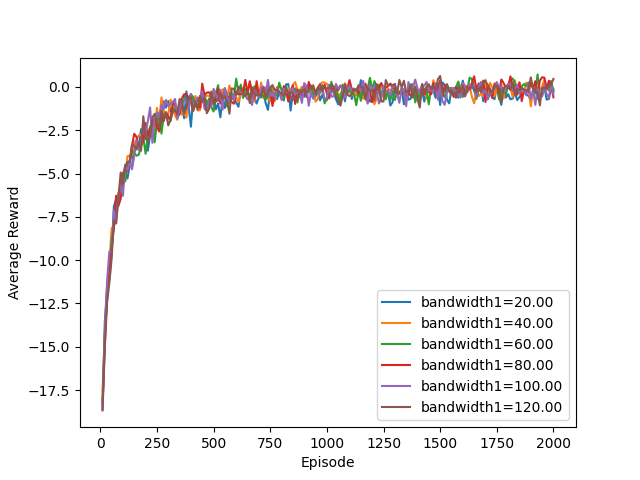 0.0
−2.5
−5.0
−7.5
−10.0
−12.5
−15.0
−17.5
Average Reward
bandwidth1=20.00
bandwidth1=40.00
bandwidth1=60.00
bandwidth1=80.00
bandwidth1=100.00
bandwidth1=120.00
0 250 500 750 1000 1250 1500 1750 2000
Episode